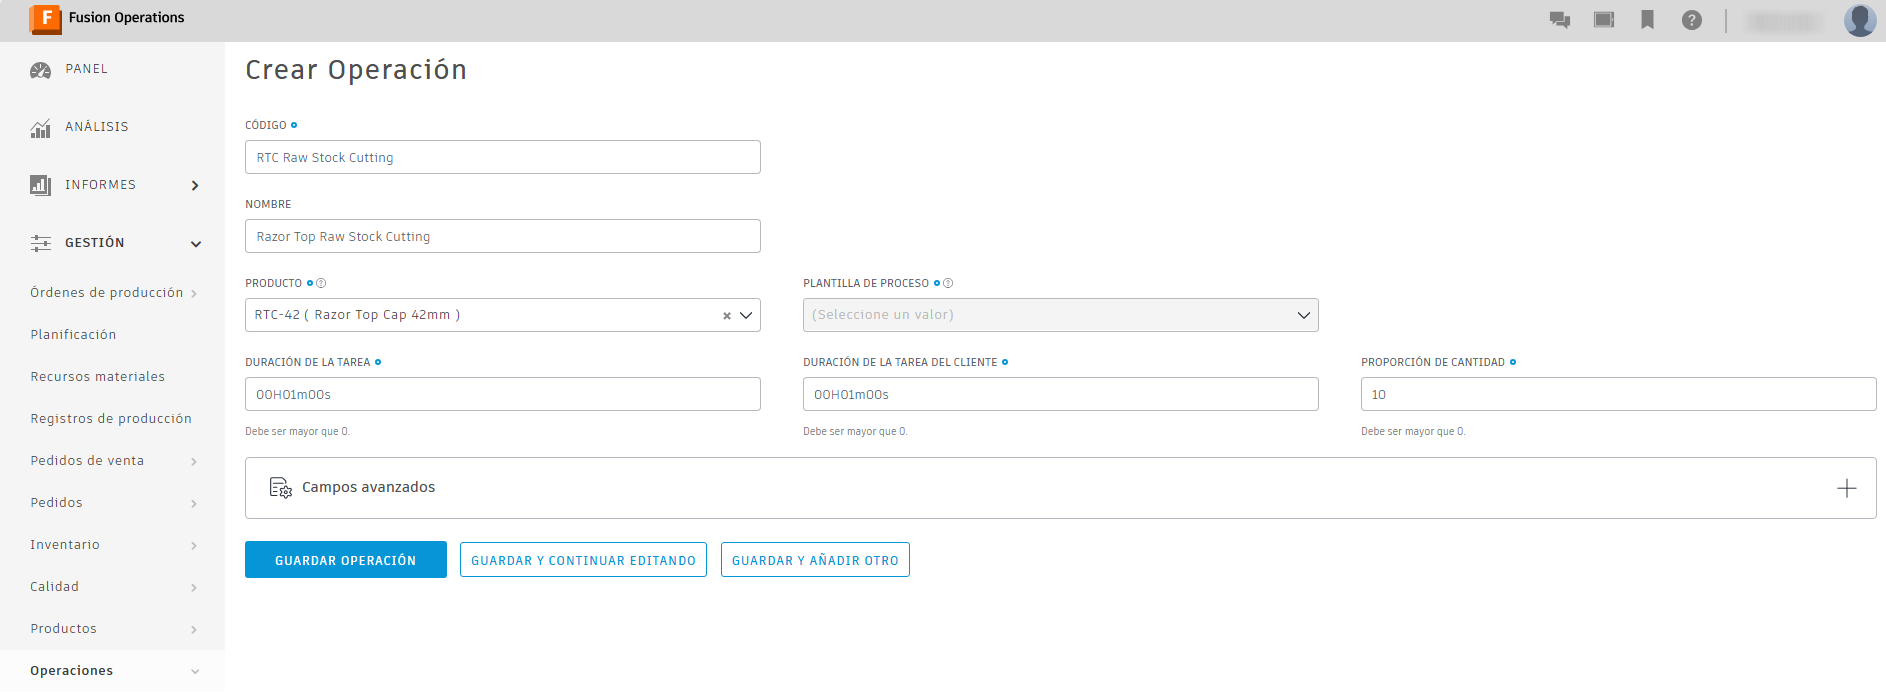 F Fusion Operations
?
PANEL
ANÁLISIS
INFORMES
GESTIÓN
Órdenes de producción
Planificación
Recursos materiales
Registros de producción
Pedidos de venta
Pedidos
Inventario
Calidad
Productos
Operaciones
Crear Operación
CÓDIGO
RTC Raw Stock Cutting
NOMBRE
Razor Top Raw Stock Cutting
PRODUCTO ?
RTC-42 ( Razor Top Cap 42mm )
PLANTILLA DE PROCESO ?
(Seleccione un valor)
DURACIÓN DE LA TAREA
00H01m00s
Debe ser mayor que 0.
DURACIÓN DE LA TAREA DEL CLIENTE
00H01m00s
Debe ser mayor que 0.
PROPORCIÓN DE CANTIDAD
10
Debe ser mayor que 0.
Campos avanzados
GUARDAR OPERACIÓN
GUARDAR Y CONTINUAR EDITANDO
GUARDAR Y AÑADIR OTRO